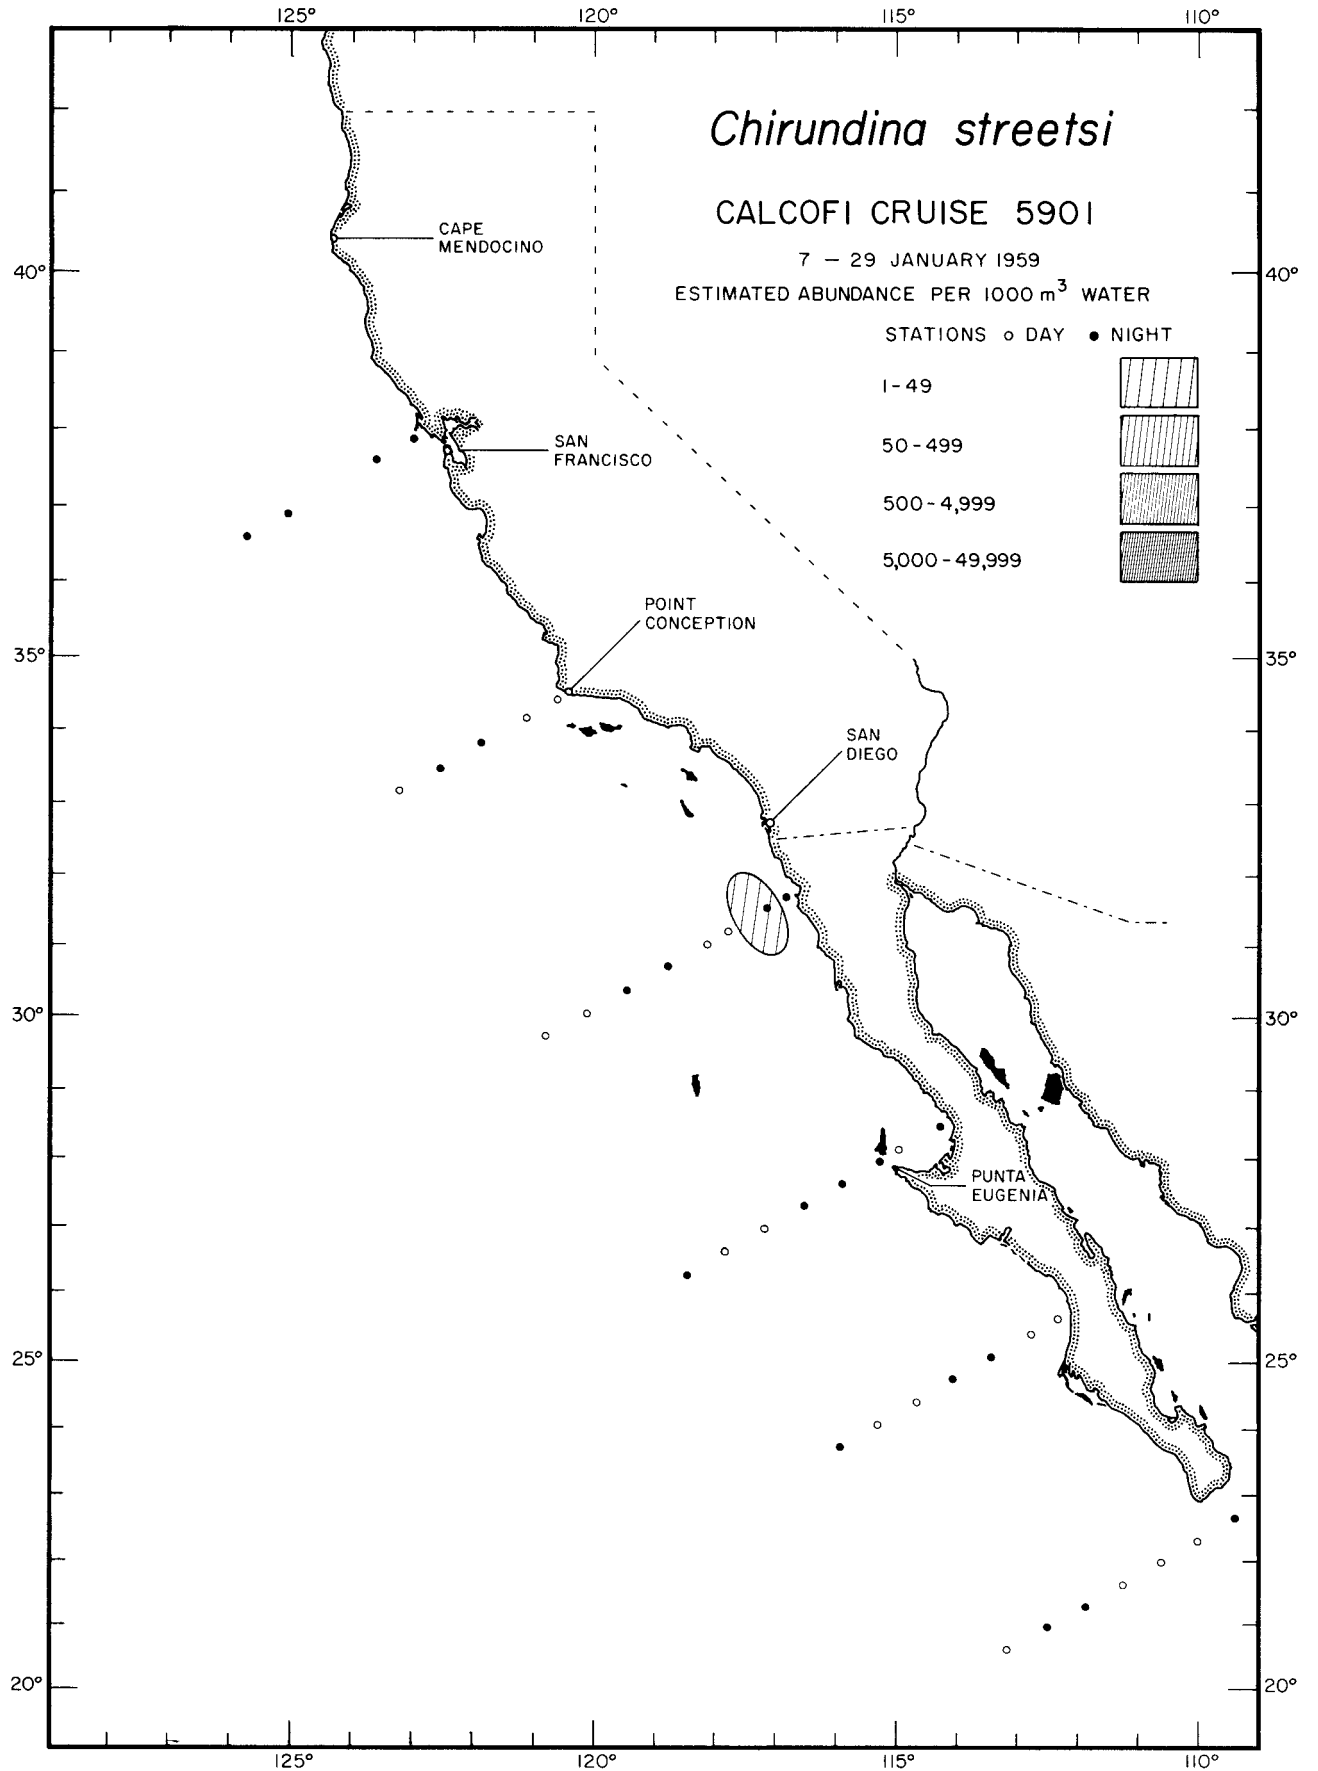 125° 120° 115° 110°
Chirundina streetsi
CALCOFI CRUISE 5901
7 – 29 JANUARY 1959
ESTIMATED ABUNDANCE PER 1000 m³ WATER
STATIONS ○ DAY ● NIGHT
1-49
50-499
500-4,999
5,000-49,999
CAPE
MENDOCINO
40° 40°
SAN
FRANCISCO
POINT
CONCEPTION
35° 35°
SAN
DIEGO
30° 30°
PUNTA
EUGENIA
25° 25°
20° 20°
125° 120° 115° 110°